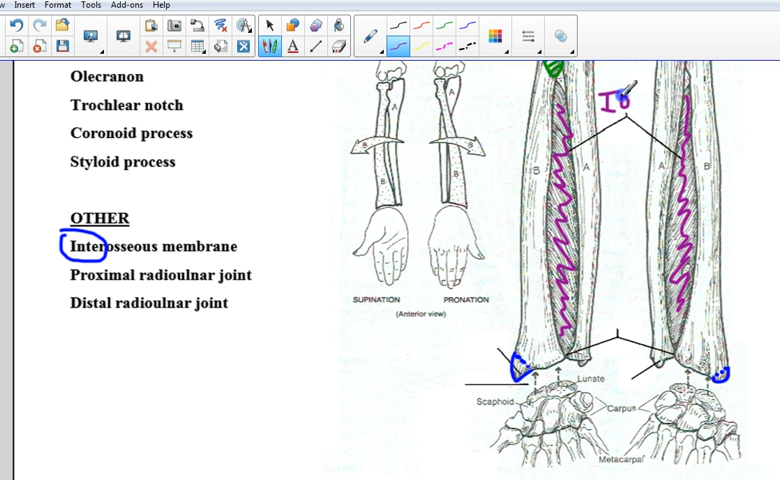 Insert Format Tools Add-ons Help
Olecranon
Trochlear notch
Coronoid process
Styloid process
OTHER
Interosseous membrane
Proximal radioulnar joint
Distal radioulnar joint
A
A
B
B
B
B
SUPINATION
PRONATION
(Anterior view)
I
B
A
A
B
Lunate
Scaphoid
Carpus
Metacarpal